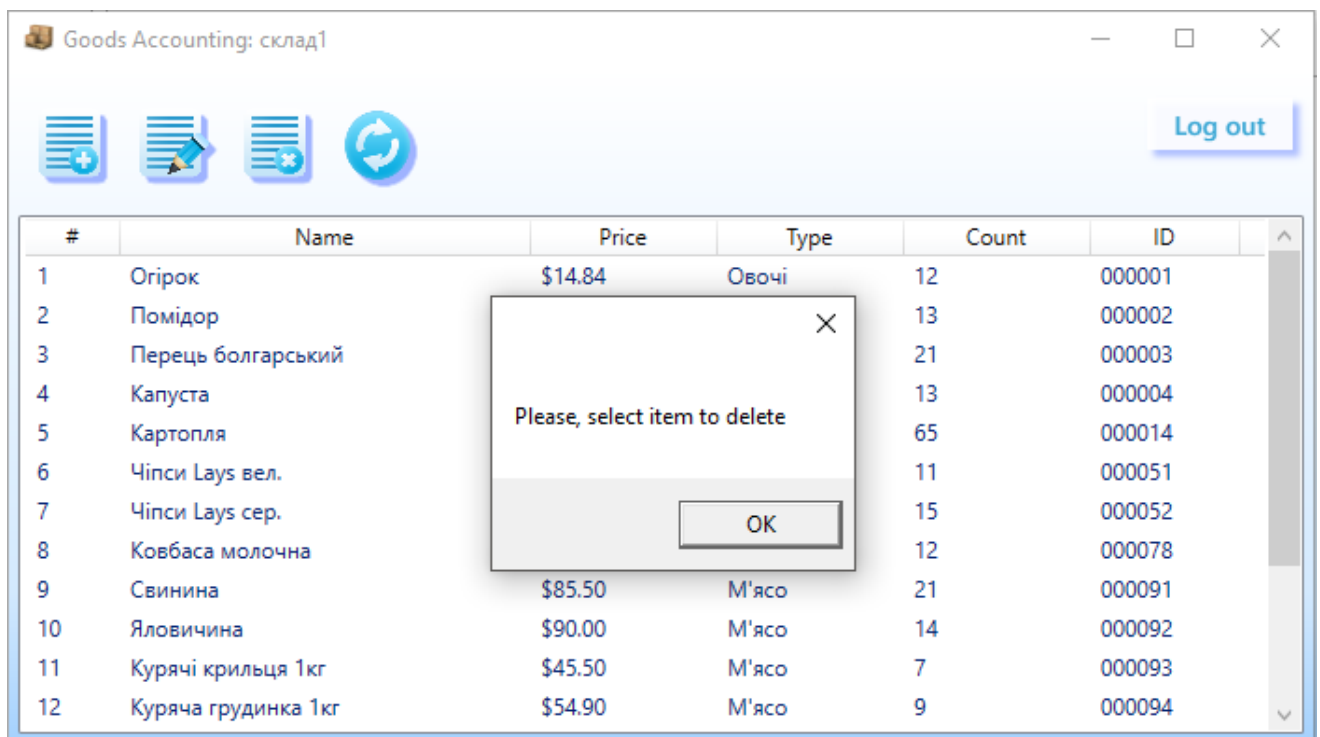 Goods Accounting: склад1
Log out
# Name Price Type Count ID
1 Огірок $14.84 Овочі 12 000001
2 Помідор 13 000002
3 Перець болгарський 21 000003
4 Капуста 13 000004
5 Картопля 65 000014
6 Чіпси Lays вел. 11 000051
7 Чіпси Lays сер. 15 000052
8 Ковбаса молочна 12 000078
9 Свинина $85.50 М'ясо 21 000091
10 Яловичина $90.00 М'ясо 14 000092
11 Курячі крильця 1кг $45.50 М'ясо 7 000093
12 Куряча грудинка 1кг $54.90 М'ясо 9 000094
Please, select item to delete
OK